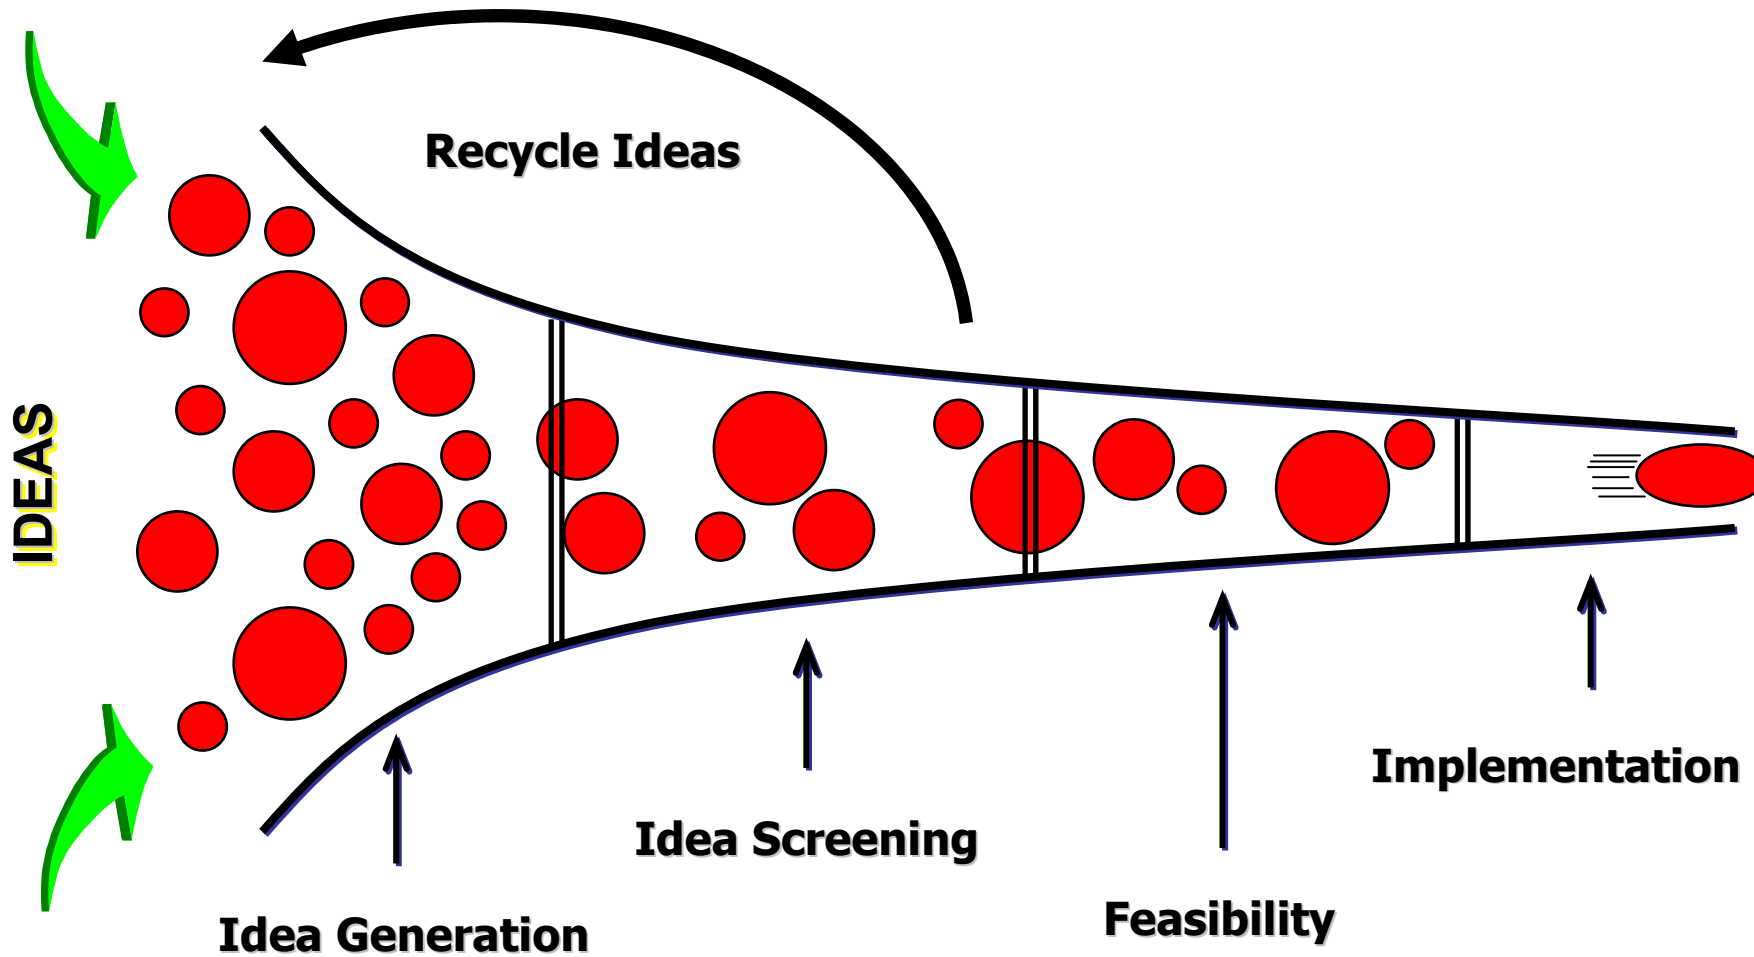 Recycle Ideas
IDEAS
Implementation
Idea Screening
Feasibility
Idea Generation